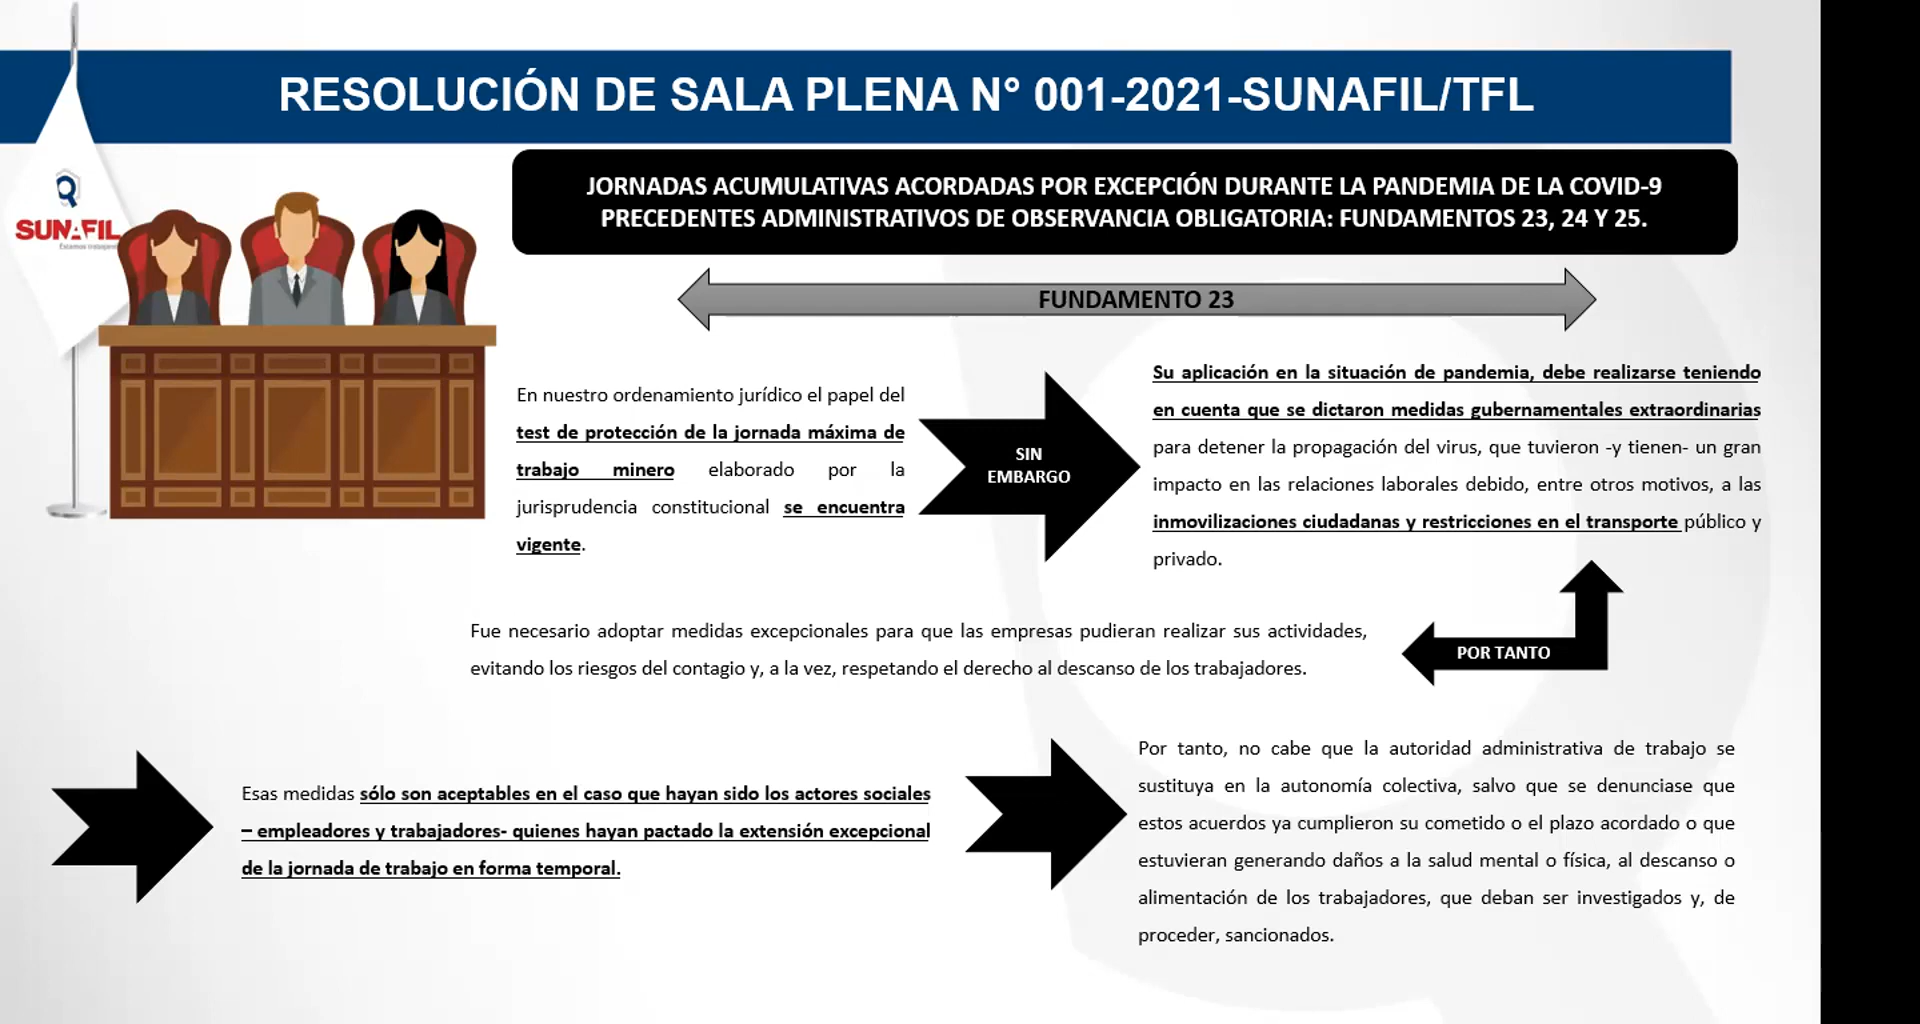 RESOLUCIÓN DE SALA PLENA N° 001-2021-SUNAFIL/TFL
SUNAFIL
JORNADAS ACUMULATIVAS ACORDADAS POR EXCEPCIÓN DURANTE LA PANDEMIA DE LA COVID-9
PRECEDENTES ADMINISTRATIVOS DE OBSERVANCIA OBLIGATORIA: FUNDAMENTOS 23, 24 Y 25.
FUNDAMENTO 23
En nuestro ordenamiento jurídico el papel del
test de protección de la jornada máxima de
trabajo minero elaborado por la
jurisprudencia constitucional se encuentra
vigente.
SIN
EMBARGO
Su aplicación en la situación de pandemia, debe realizarse teniendo
en cuenta que se dictaron medidas gubernamentales extraordinarias
para detener la propagación del virus, que tuvieron -y tienen- un gran
impacto en las relaciones laborales debido, entre otros motivos, a las
inmovilizaciones ciudadanas y restricciones en el transporte público y
privado.
POR TANTO
Fue necesario adoptar medidas excepcionales para que las empresas pudieran realizar sus actividades,
evitando los riesgos del contagio y, a la vez, respetando el derecho al descanso de los trabajadores.
Esas medidas sólo son aceptables en el caso que hayan sido los actores sociales
– empleadores y trabajadores- quienes hayan pactado la extensión excepcional
de la jornada de trabajo en forma temporal.
Por tanto, no cabe que la autoridad administrativa de trabajo se
sustituya en la autonomía colectiva, salvo que se denunciase que
estos acuerdos ya cumplieron su cometido o el plazo acordado o que
estuvieran generando daños a la salud mental o física, al descanso o
alimentación de los trabajadores, que deban ser investigados y, de
proceder, sancionados.